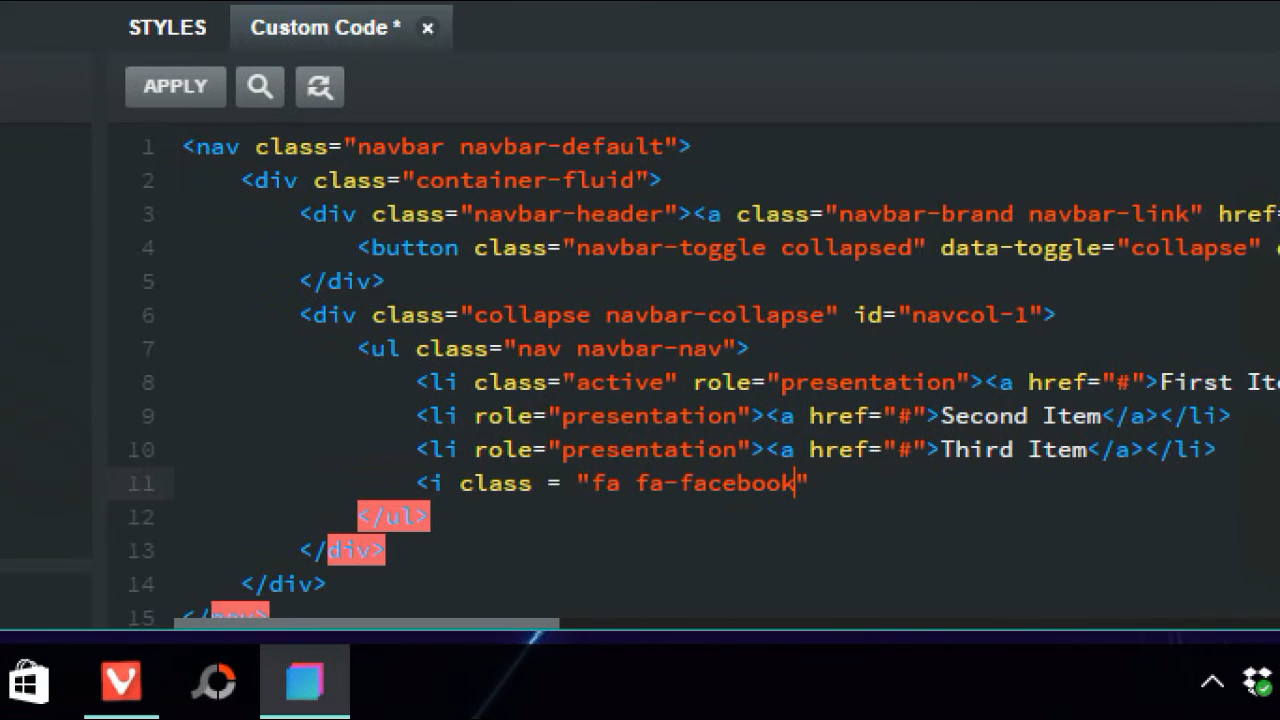 STYLES Custom Code * ×
APPLY
1 <nav class="navbar navbar-default">
2 <div class="container-fluid">
3 <div class="navbar-header"><a class="navbar-brand navbar-link" href=
4 <button class="navbar-toggle collapsed" data-toggle="collapse"
5 </div>
6 <div class="collapse navbar-collapse" id="navcol-1">
7 <ul class="nav navbar-nav">
8 <li class="active" role="presentation"><a href="#">First Ite
9 <li role="presentation"><a href="#">Second Item</a></li>
10 <li role="presentation"><a href="#">Third Item</a></li>
11 <i class = "fa fa-facebook"
12 </ul>
13 </div>
14 </div>
15 </nav>